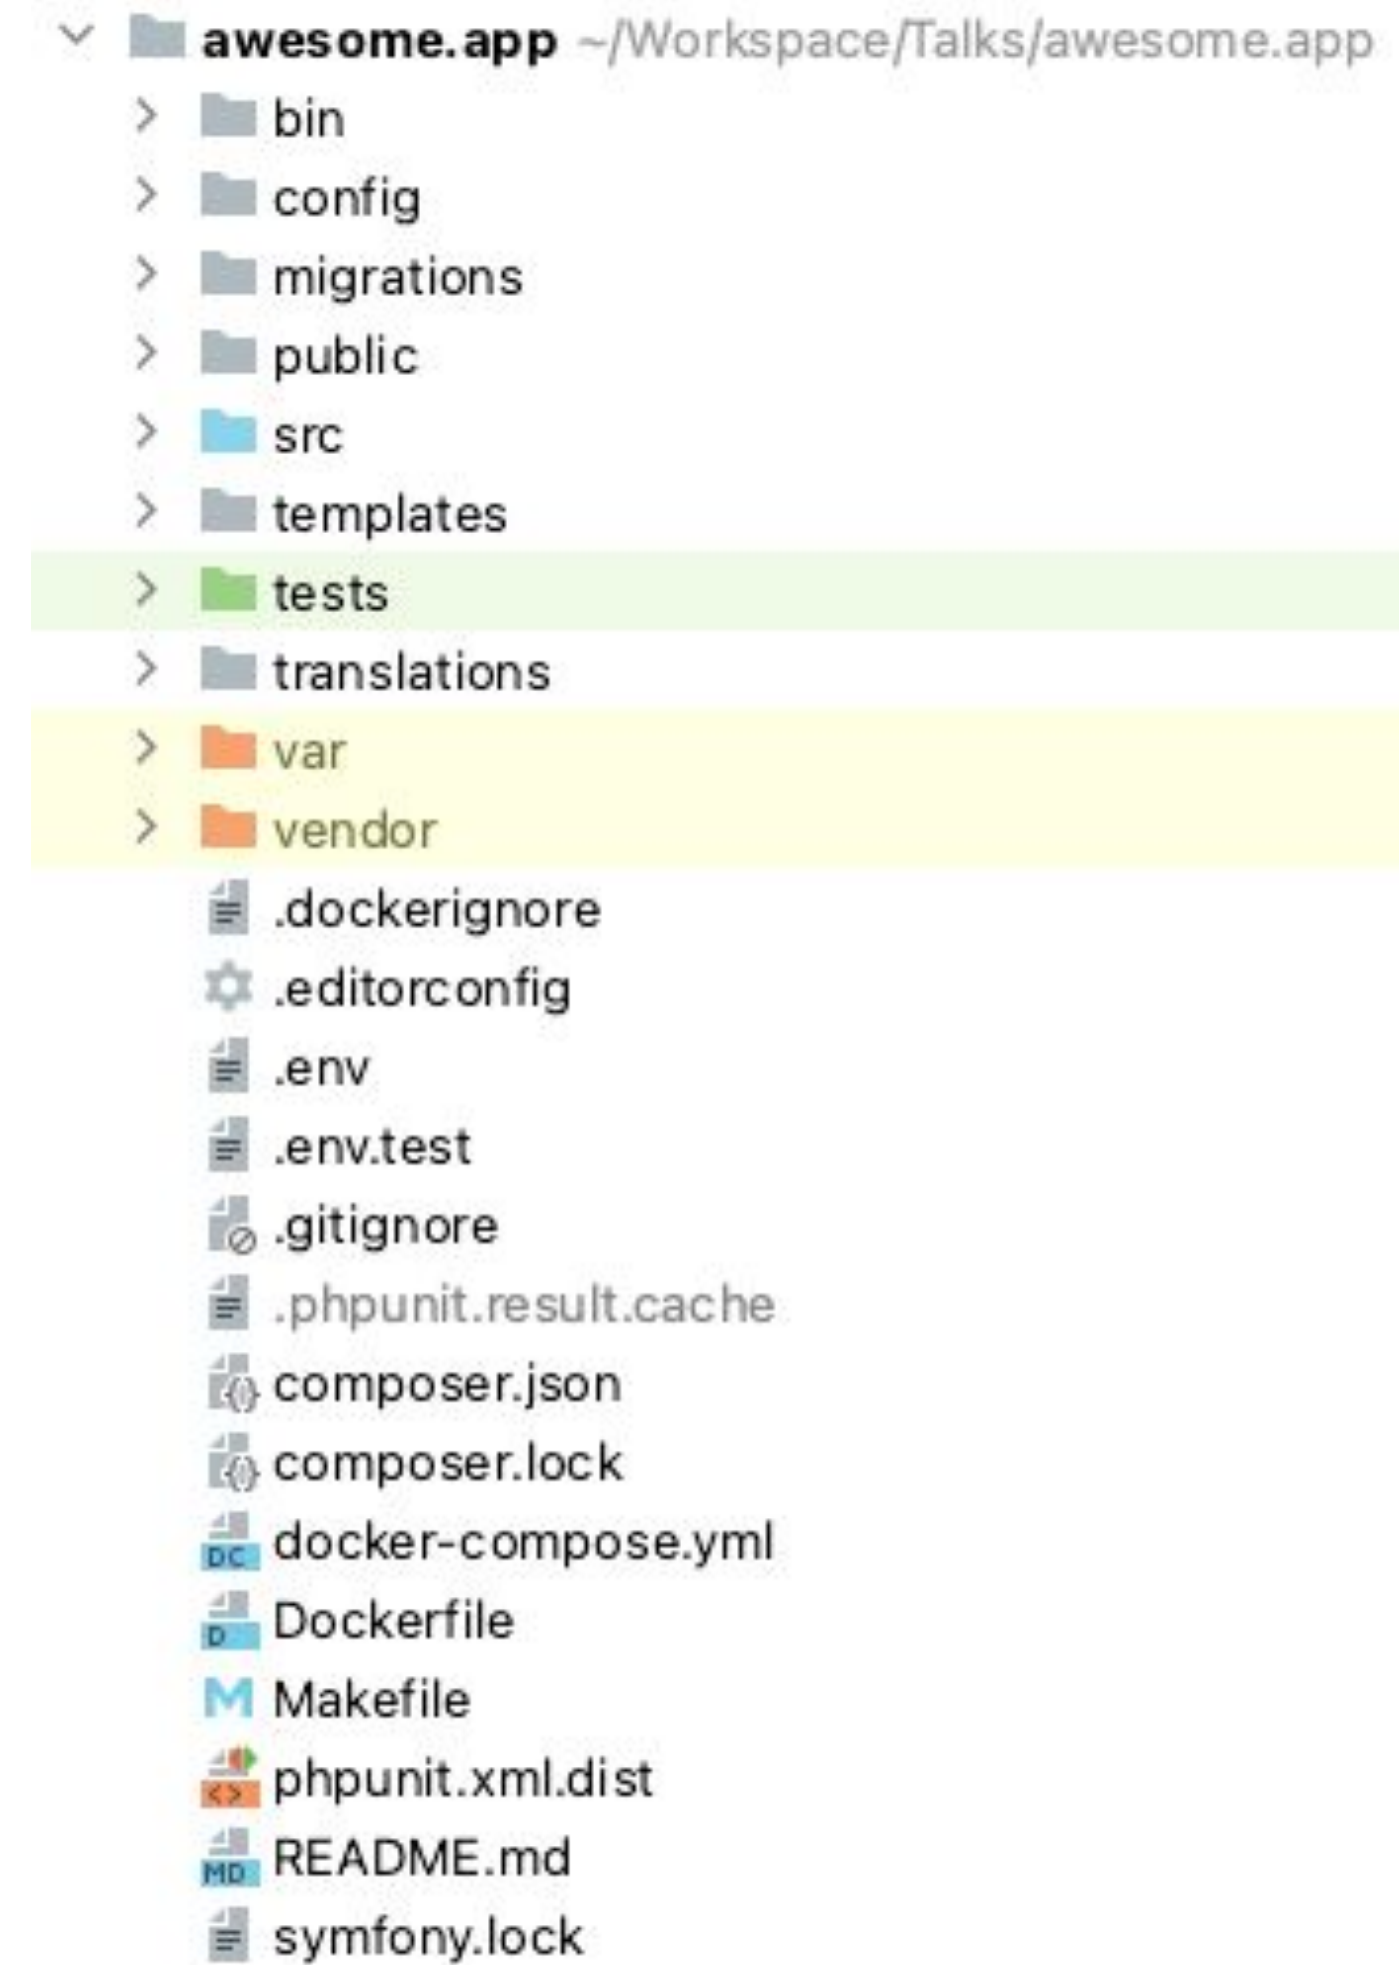 awesome.app ~/Workspace/Talks/awesome.app
bin
config
migrations
public
src
templates
tests
translations
var
vendor
.dockerignore
.editorconfig
.env
.env.test
.gitignore
.phpunit.result.cache
composer.json
composer.lock
DC docker-compose.yml
D Dockerfile
M Makefile
<> phpunit.xml.dist
MD README.md
symfony.lock